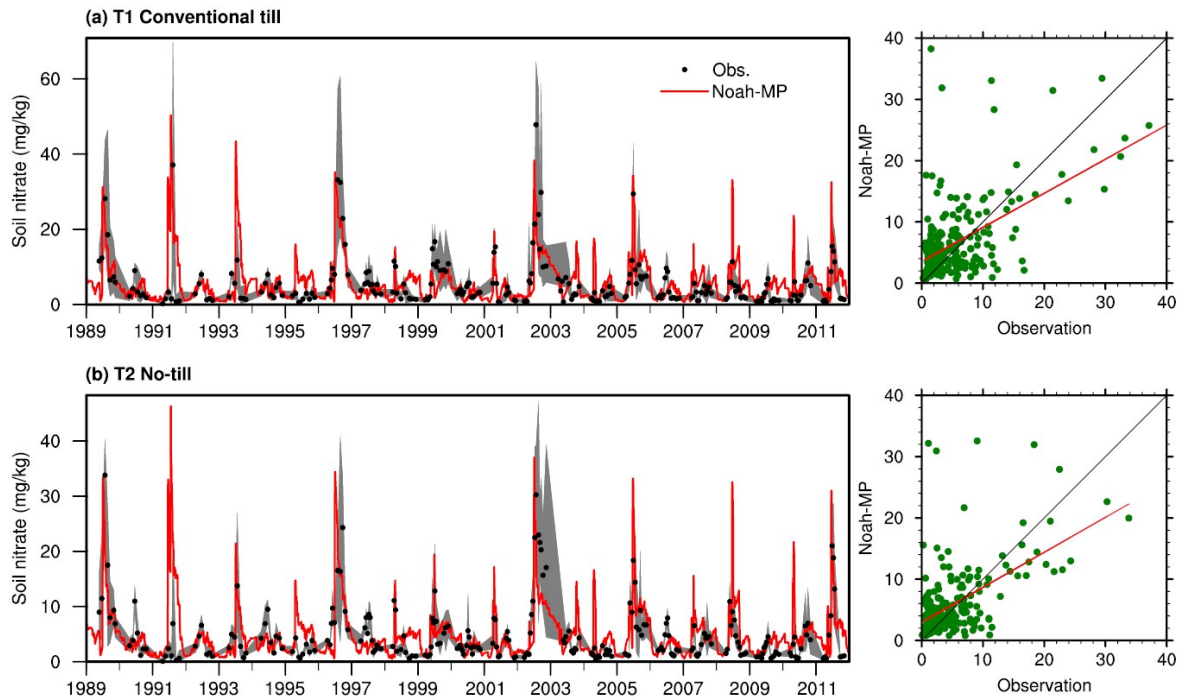 (a) T1 Conventional till
Soil nitrate (mg/kg)
60
40
20
0
Obs.
Noah-MP
1989 1991 1993 1995 1997 1999 2001 2003 2005 2007 2009 2011
Noah-MP
40
30
20
10
0
0 10 20 30 40
Observation
(b) T2 No-till
Soil nitrate (mg/kg)
40
20
0
1989 1991 1993 1995 1997 1999 2001 2003 2005 2007 2009 2011
Noah-MP
40
30
20
10
0
0 10 20 30 40
Observation